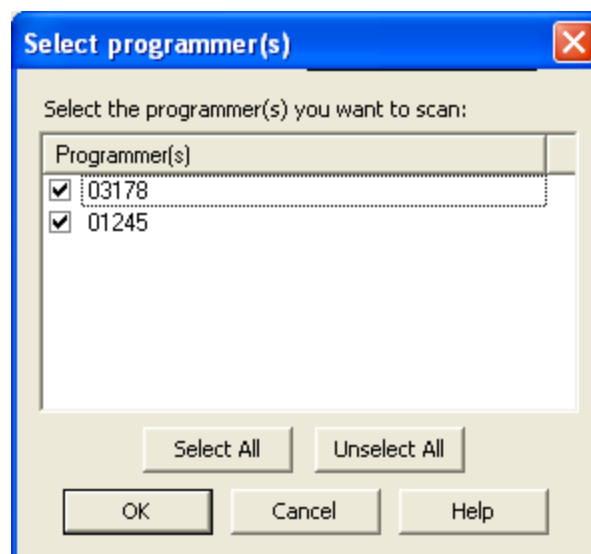 Select programmer(s)
Select the programmer(s) you want to scan:
Programmer(s)
03178
01245
Select All Unselect All
OK Cancel Help